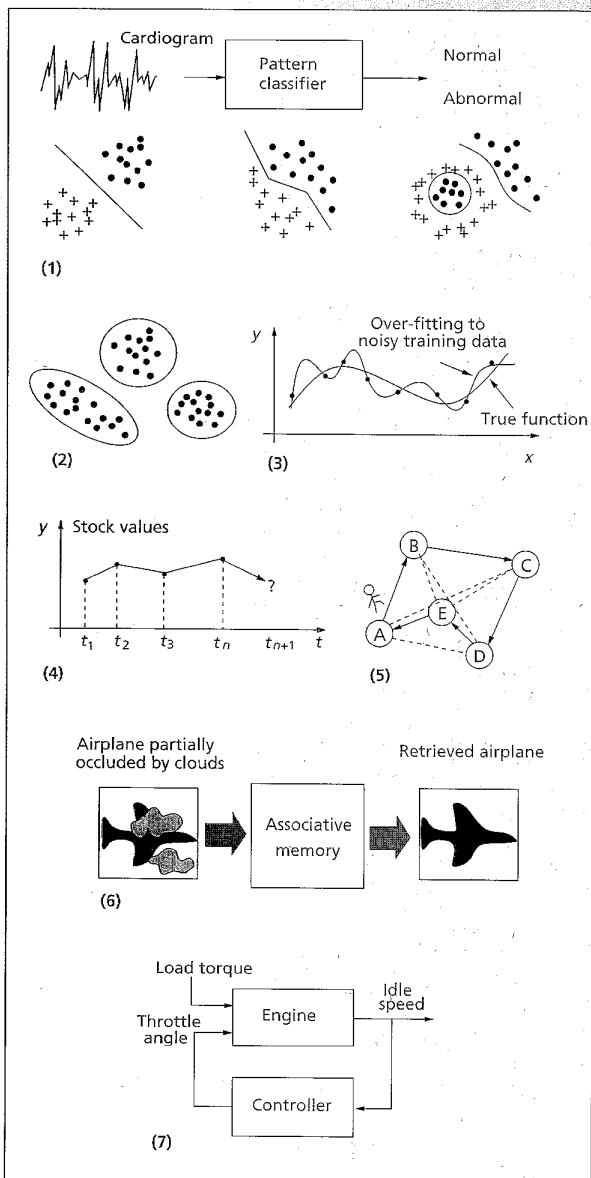 Cardiogram
Pattern
classifier
Normal
Abnormal
(1)
(2)
y
Over-fitting to
noisy training data
True function
x
(3)
y
Stock values
?
t1 t2 t3 tn tn+1 t
(4)
B
C
A
E
D
(5)
Airplane partially
occluded by clouds
Retrieved airplane
Associative
memory
(6)
Load torque
Idle
speed
Throttle
angle
Engine
Controller
(7)